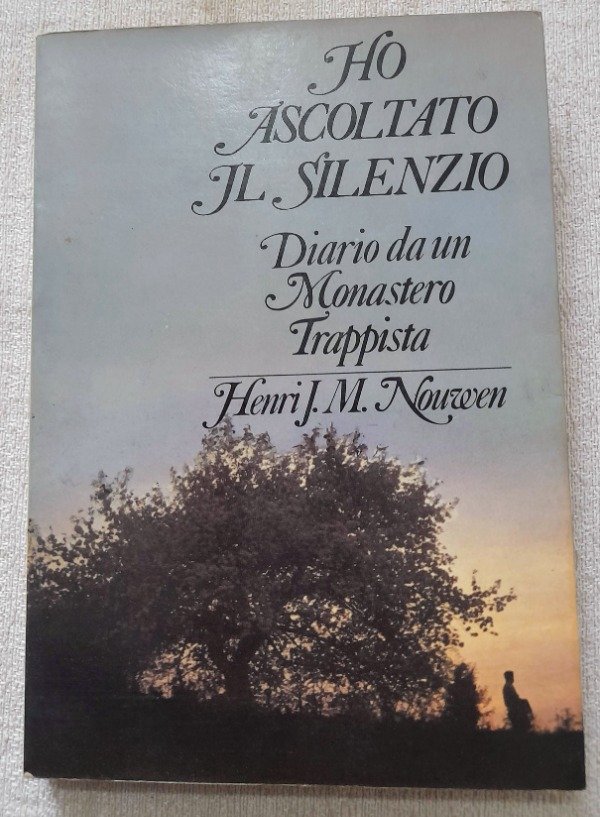 HO
ASCOLTATO
IL SILENZIO
Diario da un
Monastero
Trappista
Henri J. M. Nouwen